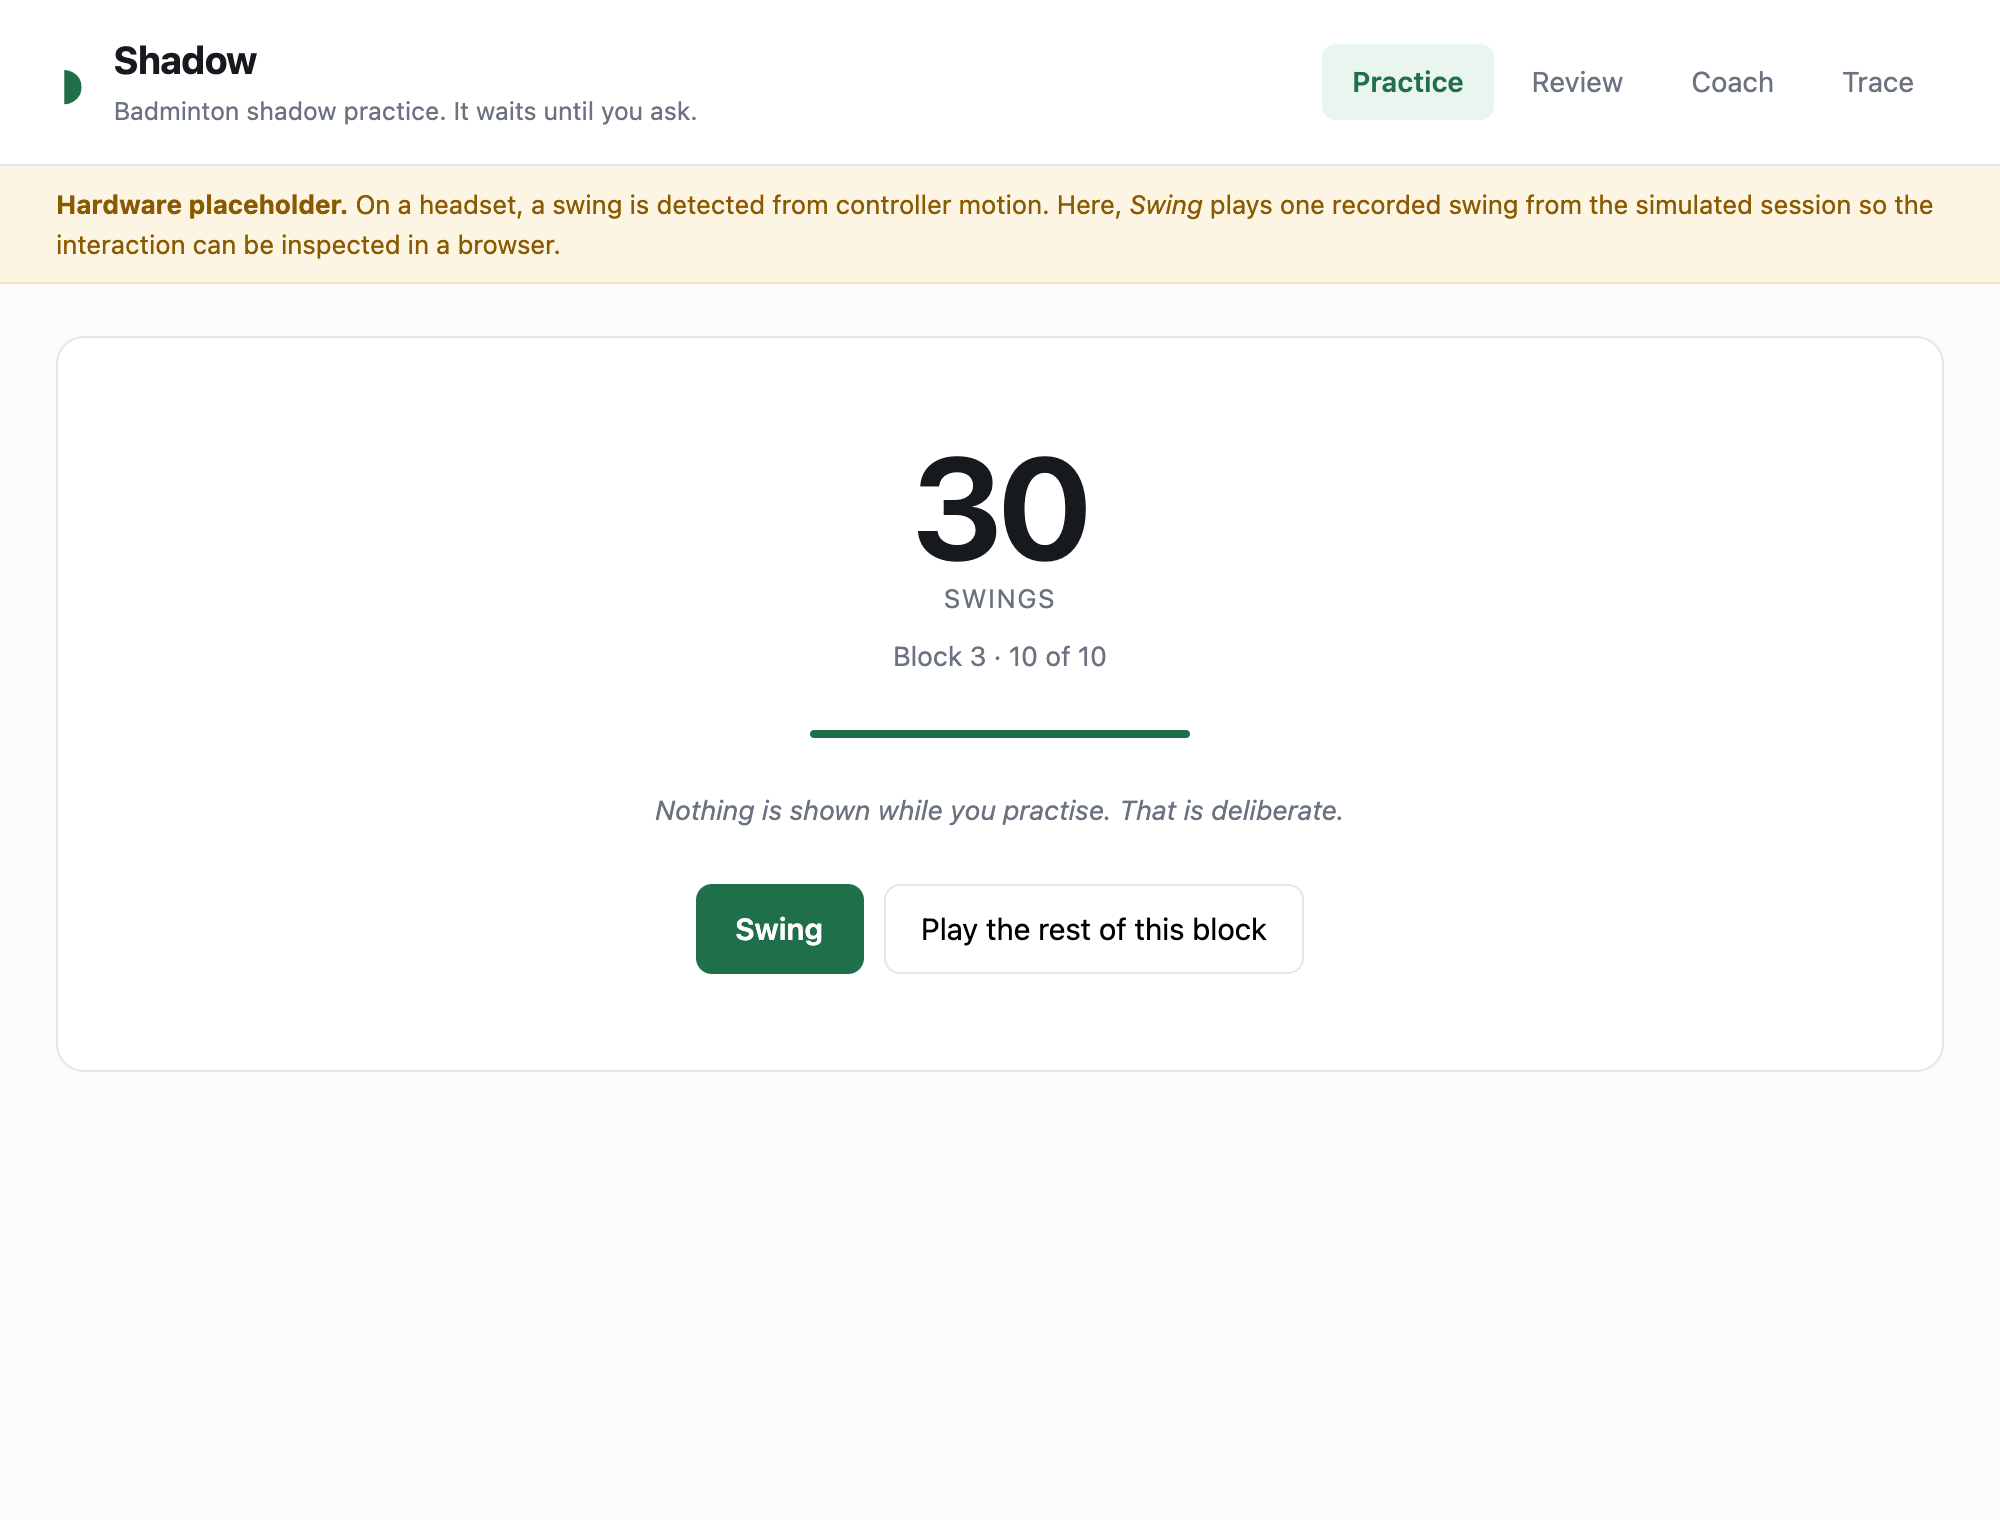 Shadow
Badminton shadow practice. It waits until you ask.
Practice
Review
Coach
Trace
Hardware placeholder. On a headset, a swing is detected from controller motion. Here, Swing plays one recorded swing from the simulated session so the
interaction can be inspected in a browser.
30
SWINGS
Block 3 · 10 of 10
Nothing is shown while you practise. That is deliberate.
Swing
Play the rest of this block